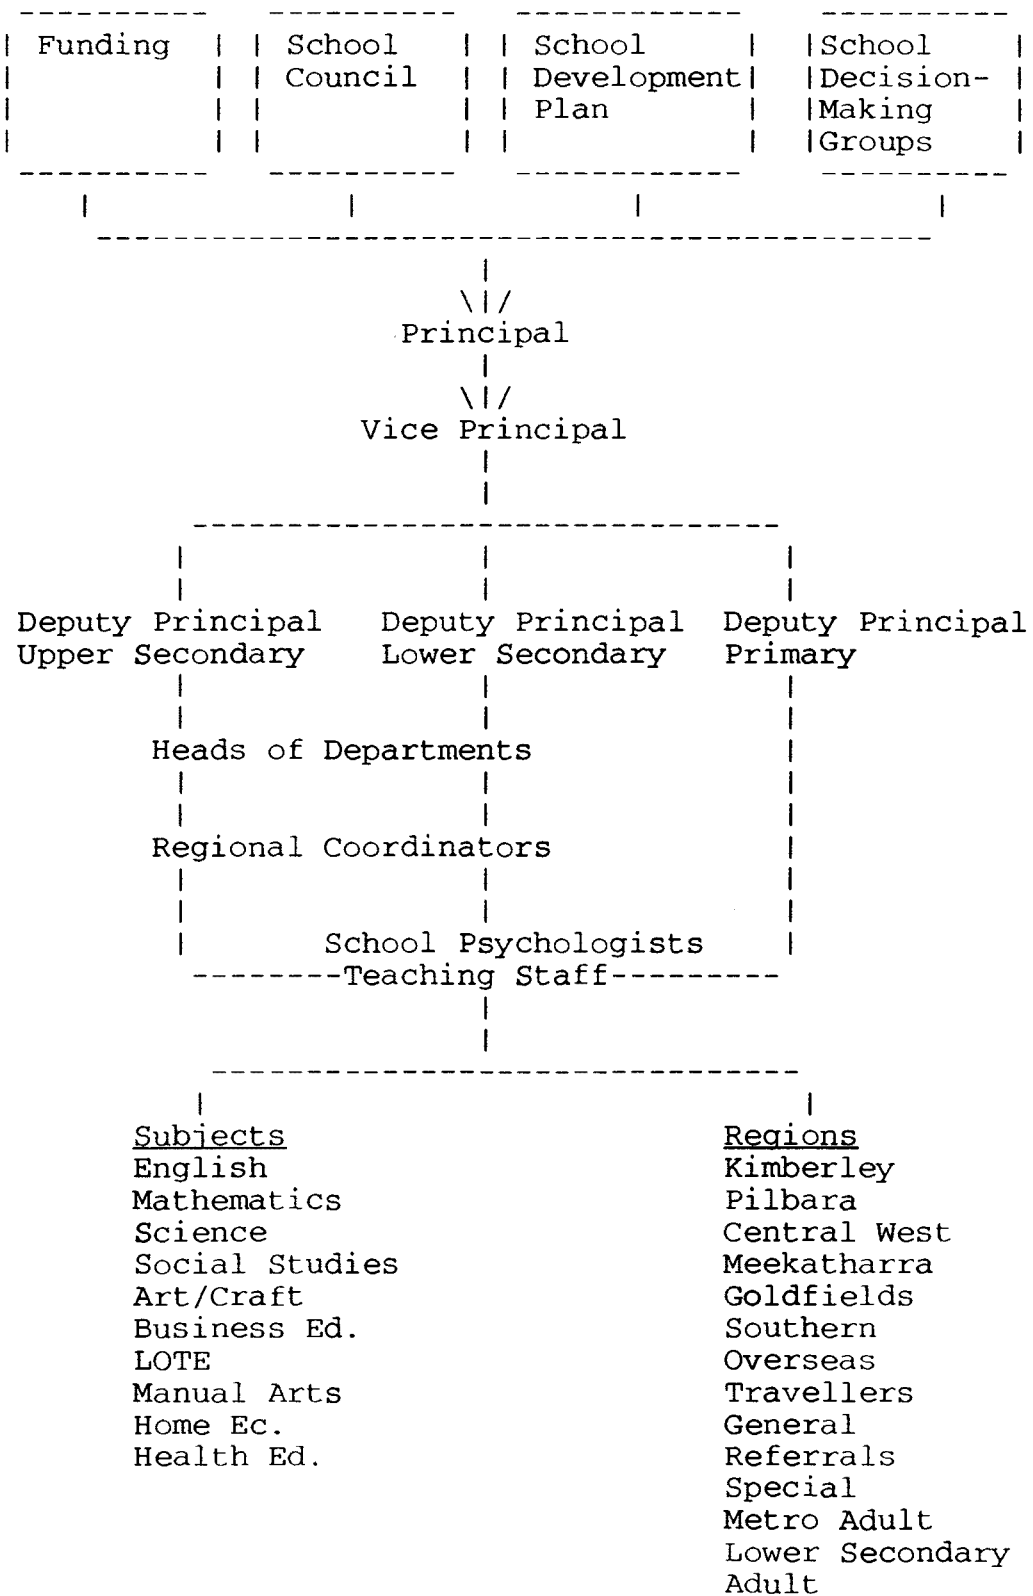 Funding School School School
Council Development Decision-
Plan Making
Groups
Principal
Vice Principal
Deputy Principal Deputy Principal Deputy Principal
Upper Secondary Lower Secondary Primary
Heads of Departments
Regional Coordinators
School Psychologists
Teaching Staff
Subjects Regions
English Kimberley
Mathematics Pilbara
Science Central West
Social Studies Meekatharra
Art/Craft Goldfields
Business Ed. Southern
LOTE Overseas
Manual Arts Travellers
Home Ec. General
Health Ed. Referrals
Special
Metro Adult
Lower Secondary
Adult